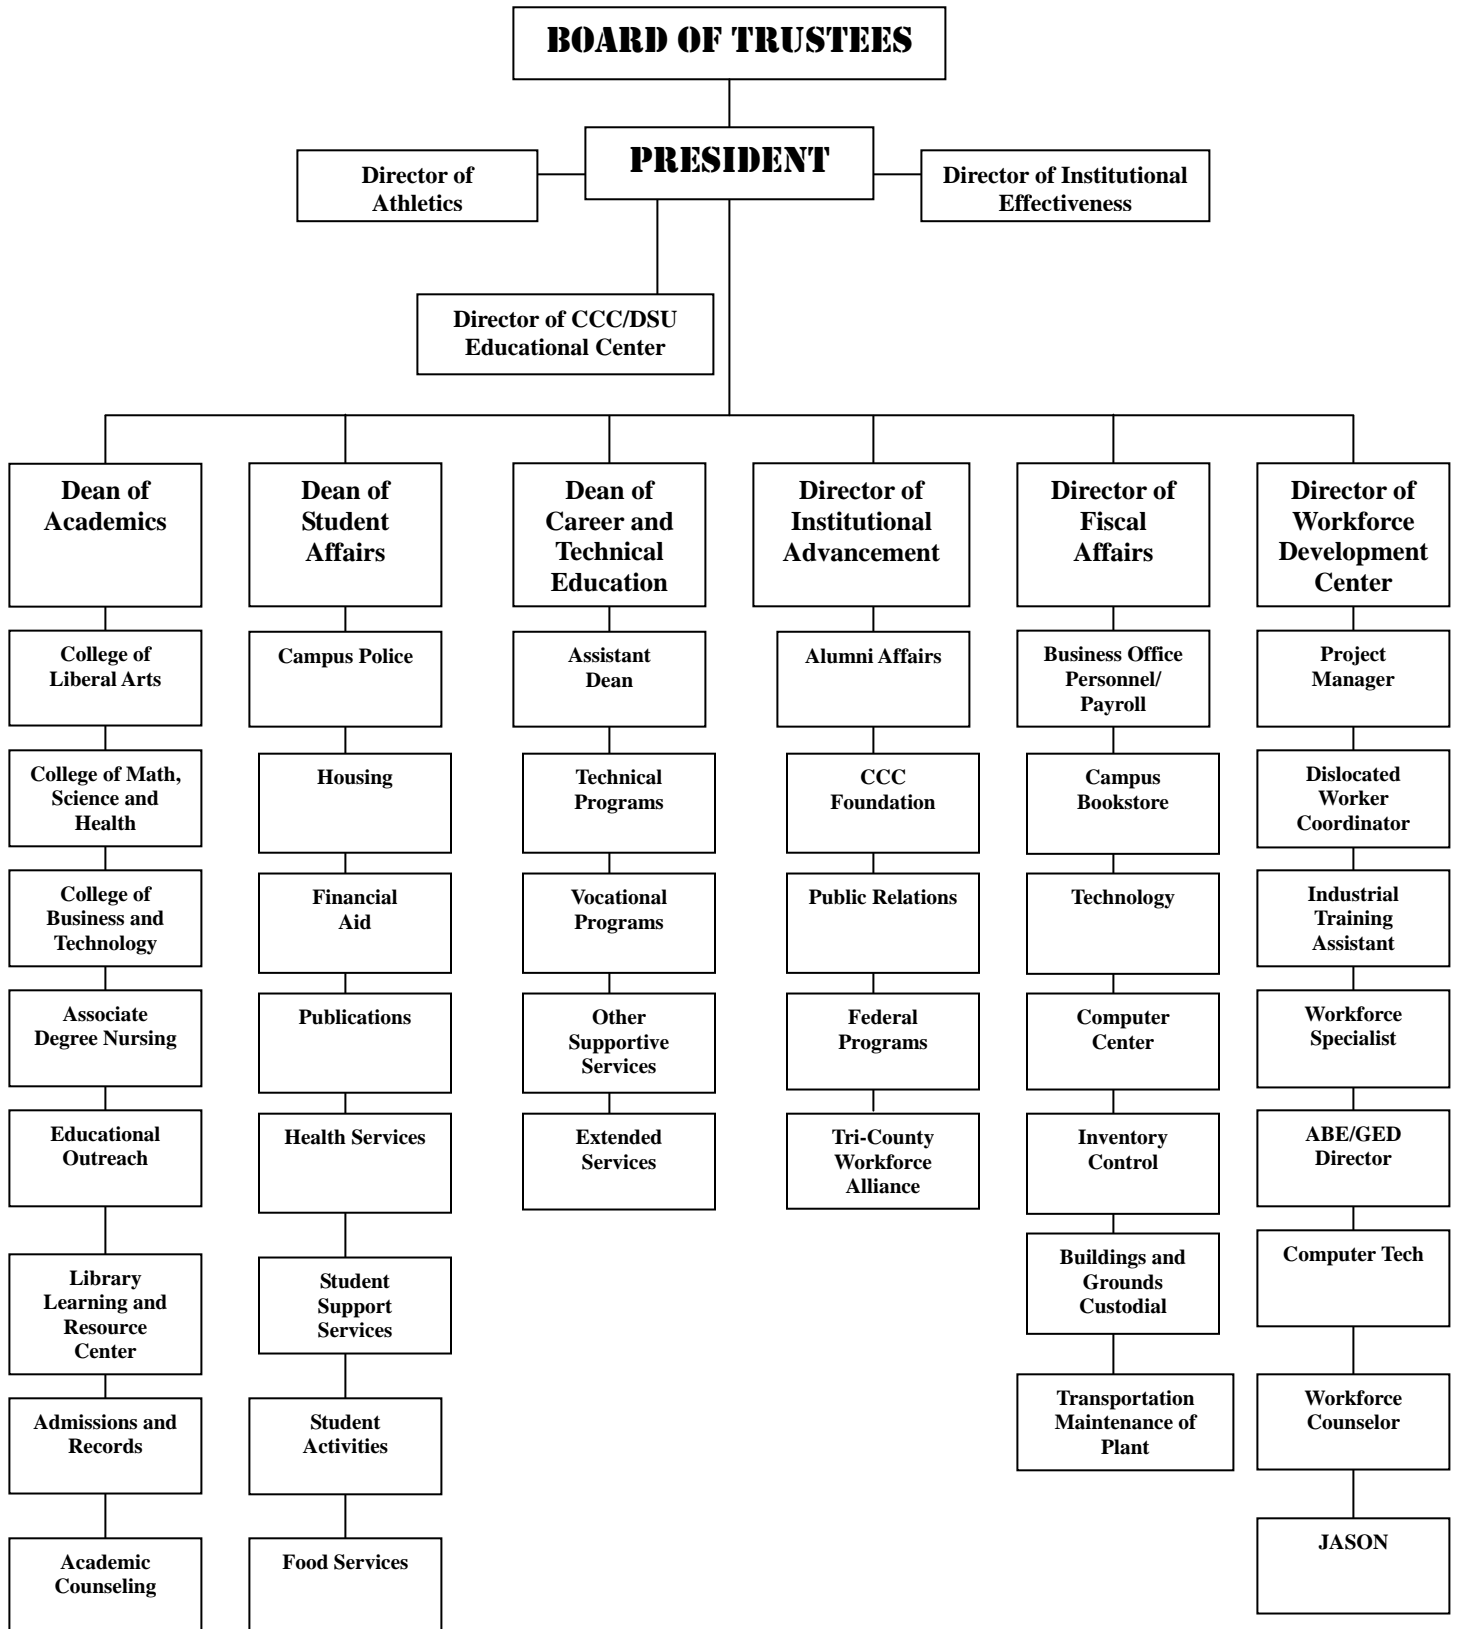 BOARD OF TRUSTEES
PRESIDENT
Director of
Athletics
Director of Institutional
Effectiveness
Director of CCC/DSU
Educational Center
Dean of
Academics
College of
Liberal Arts
College of Math,
Science and
Health
College of
Business and
Technology
Associate
Degree Nursing
Educational
Outreach
Library
Learning and
Resource
Center
Admissions and
Records
Academic
Counseling
Dean of
Student
Affairs
Campus Police
Housing
Financial
Aid
Publications
Health Services
Student
Support
Services
Student
Activities
Food Services
Dean of
Career and
Technical
Education
Assistant
Dean
Technical
Programs
Vocational
Programs
Other
Supportive
Services
Extended
Services
Director of
Institutional
Advancement
Alumni Affairs
CCC
Foundation
Public Relations
Federal
Programs
Tri-County
Workforce
Alliance
Director of
Fiscal
Affairs
Business Office
Personnel/
Payroll
Campus
Bookstore
Technology
Computer
Center
Inventory
Control
Buildings and
Grounds
Custodial
Transportation
Maintenance of
Plant
Director of
Workforce
Development
Center
Project
Manager
Dislocated
Worker
Coordinator
Industrial
Training
Assistant
Workforce
Specialist
ABE/GED
Director
Computer Tech
Workforce
Counselor
JASON